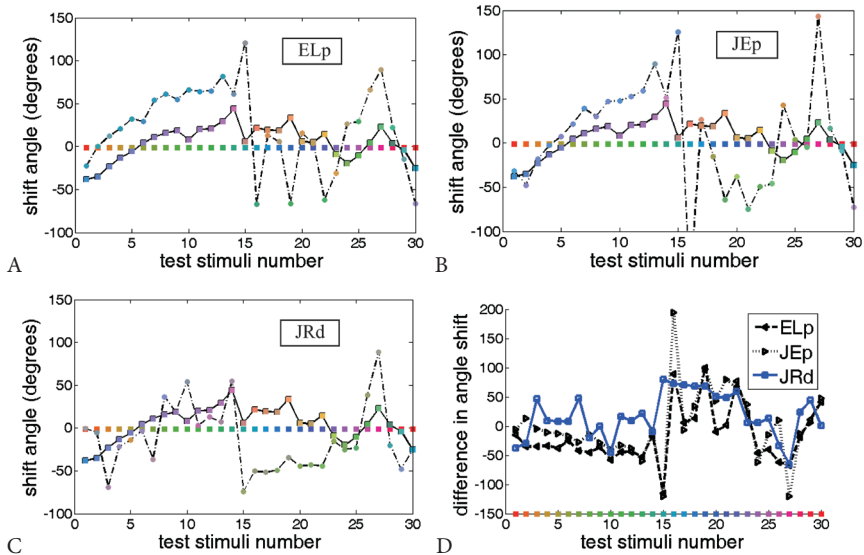 150
100
50
0
-50
-100
shift angle (degrees)
ELp
0 5 10 15 20 25 30
test stimuli number
A
150
100
50
0
-50
-100
shift angle (degrees)
JEp
0 5 10 15 20 25 30
test stimuli number
B
150
100
50
0
-50
-100
shift angle (degrees)
JRd
0 5 10 15 20 25 30
test stimuli number
C
200
150
100
50
0
-50
-100
-150
difference in angle shift
ELp
JEp
JRd
0 5 10 15 20 25 30
test stimuli number
D